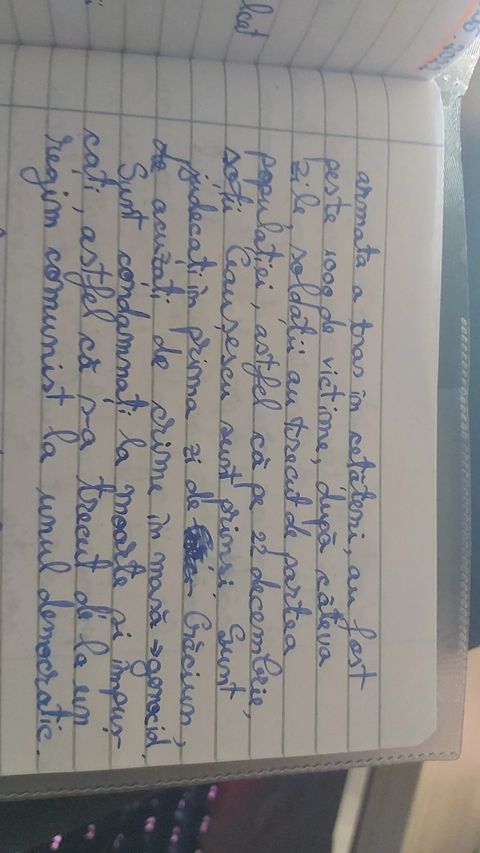 armata a tras în cetățeni, au fost
peste 1000 de victime, după câteva
zile soldații au trecut de partea
populației, astfel că pe 22 decembrie,
soții Ceaușescu sunt prinși. Sunt
judecați în prima zi de Crăciun,
de acuzați de crime în masă → genocid.
Sunt condamnați la moarte și împuș-
cați, astfel că s-a trecut de la un
regim comunist la unul democratic.